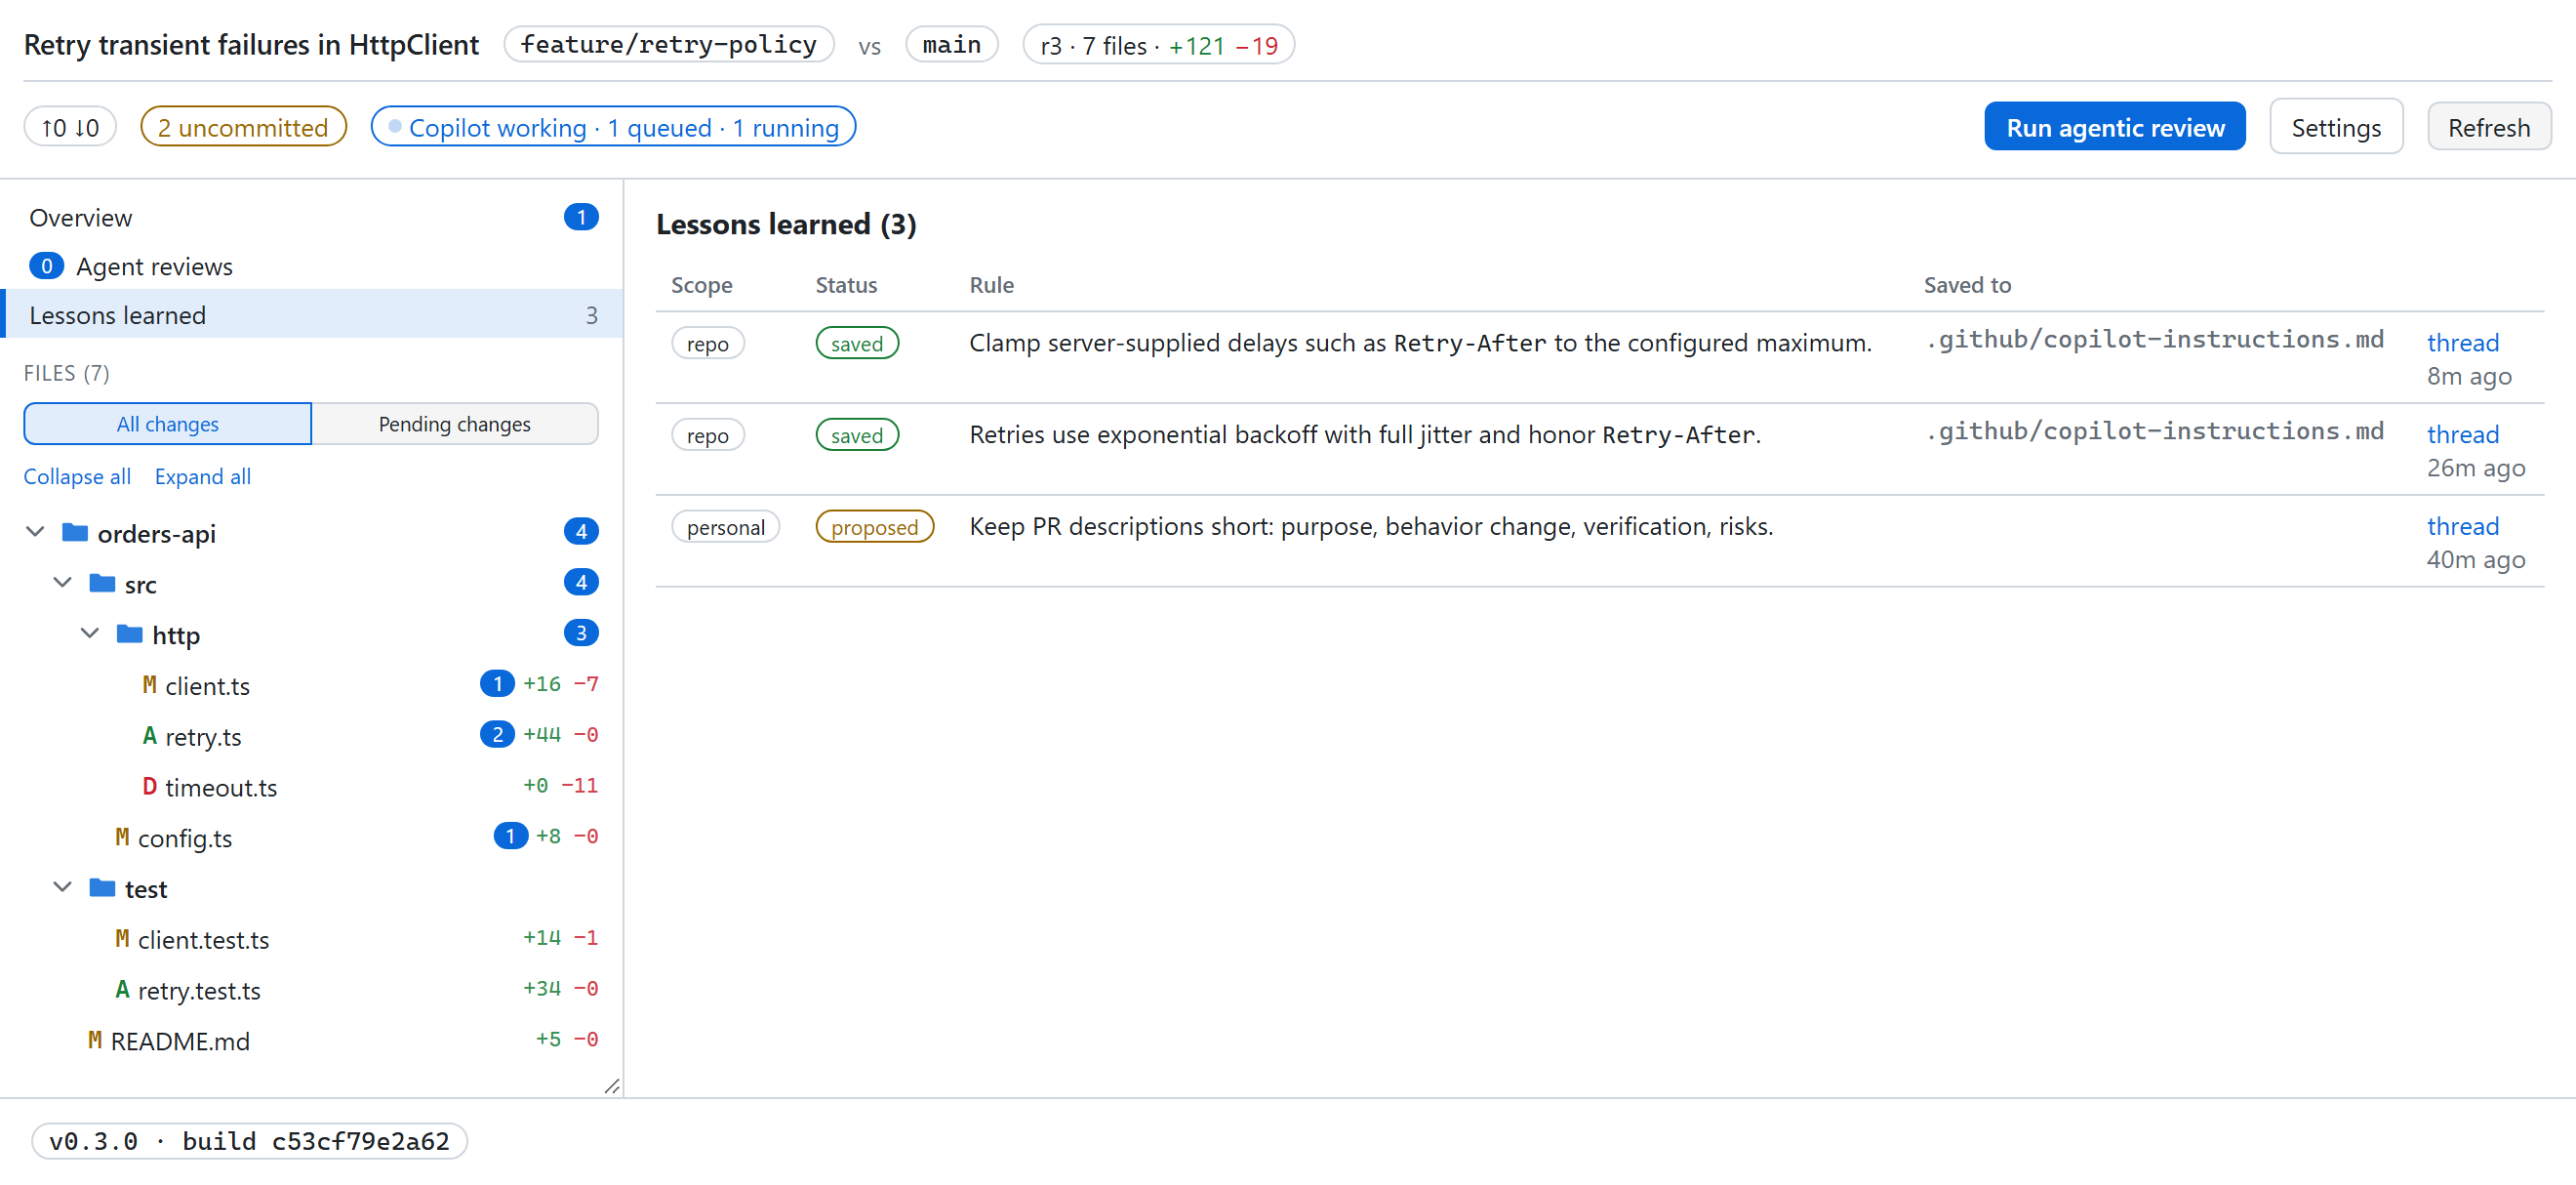 Retry transient failures in HttpClient feature/retry-policy vs main r3 · 7 files · +121 −19
↑0 ↓0 2 uncommitted Copilot working · 1 queued · 1 running Run agentic review Settings Refresh
Overview 1
0 Agent reviews
Lessons learned 3
FILES (7)
All changes Pending changes
Collapse all Expand all
orders-api 4
src 4
http 3
M client.ts 1 +16 −7
A retry.ts 2 +44 −0
D timeout.ts +0 −11
M config.ts 1 +8 −0
test
M client.test.ts +14 −1
A retry.test.ts +34 −0
M README.md +5 −0
Lessons learned (3)
Scope Status Rule Saved to
repo saved Clamp server-supplied delays such as Retry-After to the configured maximum. .github/copilot-instructions.md thread
8m ago
repo saved Retries use exponential backoff with full jitter and honor Retry-After. .github/copilot-instructions.md thread
26m ago
personal proposed Keep PR descriptions short: purpose, behavior change, verification, risks. thread
40m ago
v0.3.0 · build c53cf79e2a62